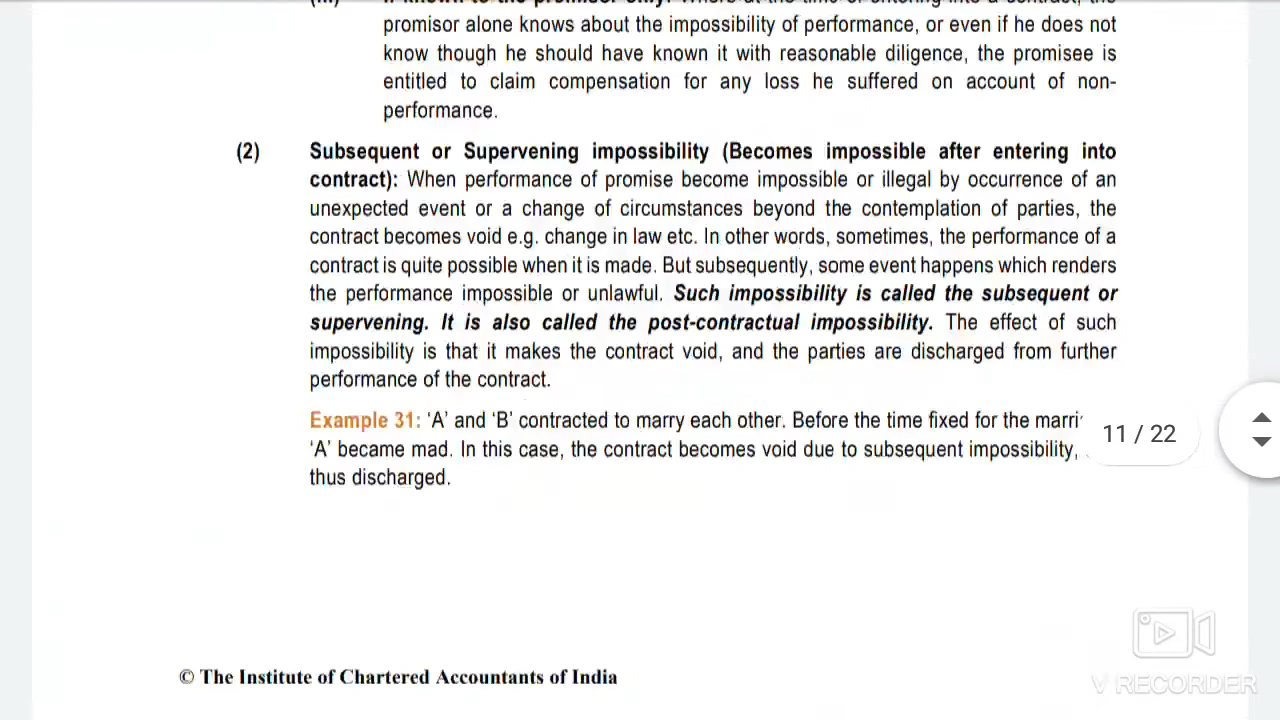 promisor alone knows about the impossibility of performance, or even if he does not
know though he should have known it with reasonable diligence, the promisee is
entitled to claim compensation for any loss he suffered on account of non-
performance.
(2) Subsequent or Supervening impossibility (Becomes impossible after entering into
contract): When performance of promise become impossible or illegal by occurrence of an
unexpected event or a change of circumstances beyond the contemplation of parties, the
contract becomes void e.g. change in law etc. In other words, sometimes, the performance of a
contract is quite possible when it is made. But subsequently, some event happens which renders
the performance impossible or unlawful. Such impossibility is called the subsequent or
supervening. It is also called the post-contractual impossibility. The effect of such
impossibility is that it makes the contract void, and the parties are discharged from further
performance of the contract.
Example 31: ‘A’ and ‘B’ contracted to marry each other. Before the time fixed for the
‘A’ became mad. In this case, the contract becomes void due to subsequent impossibility,
thus discharged.
11 / 22
© The Institute of Chartered Accountants of India
V RECORDER